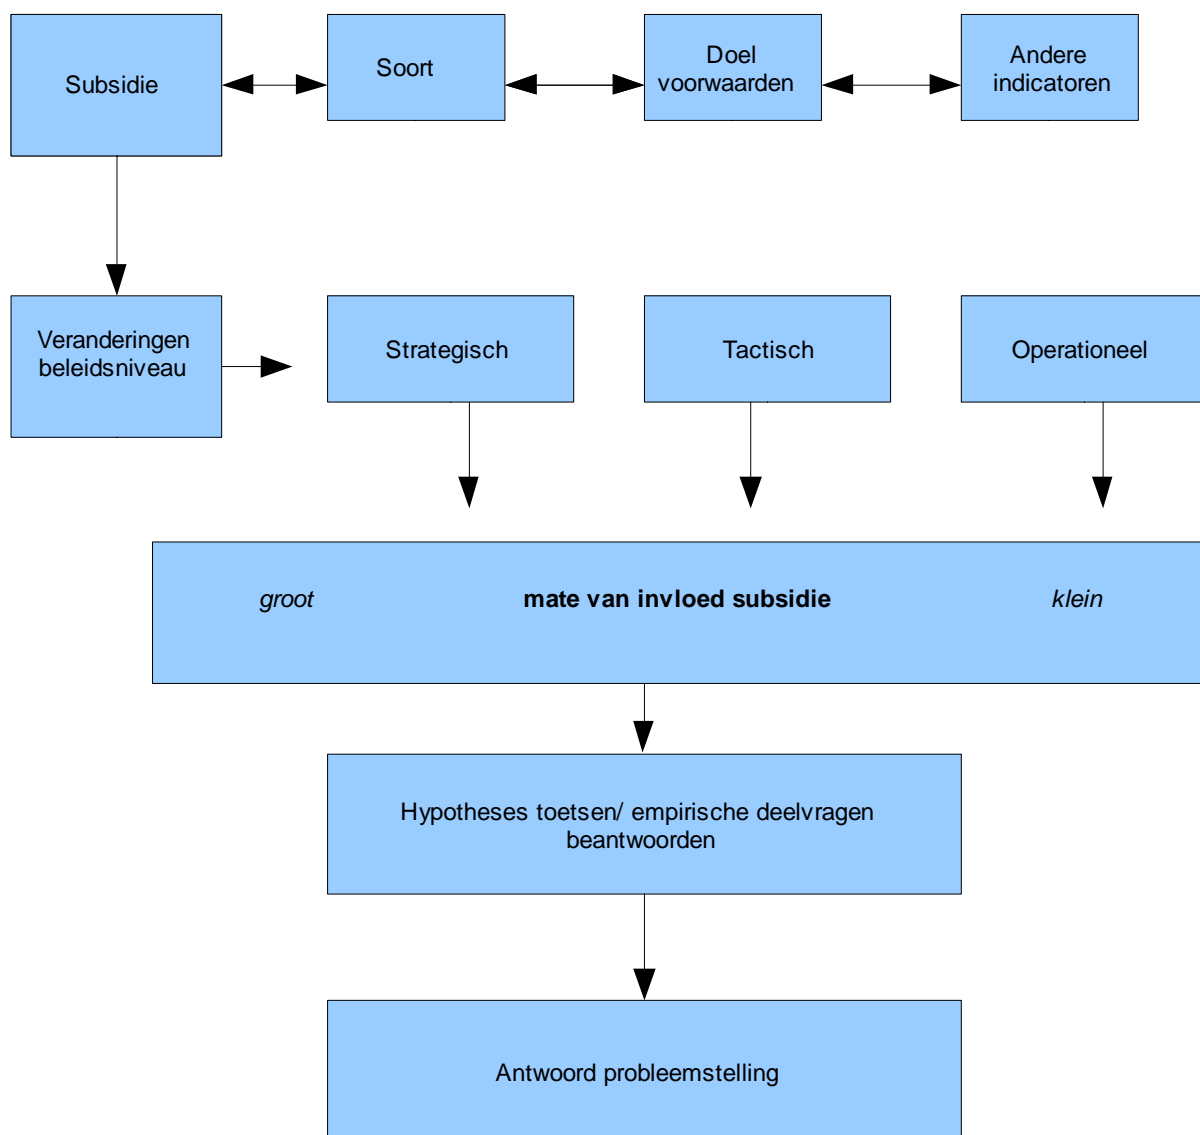 Subsidie
Soort
Doel
voorwaarden
Andere
indicatoren
Veranderingen
beleidsniveau
Strategisch
Tactisch
Operationeel
groot
mate van invloed subsidie
klein
Hypotheses toetsen/ empirische deelvragen
beantwoorden
Antwoord probleemstelling